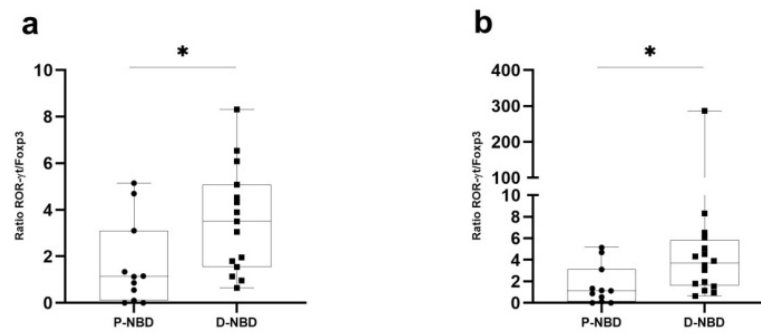 a
*
10
8
6
4
2
0
Ratio ROR-γt/Foxp3
P-NBD
D-NBD
b
*
400
300
200
100
10
8
6
4
2
0
Ratio ROR-γt/Foxp3
P-NBD
D-NBD